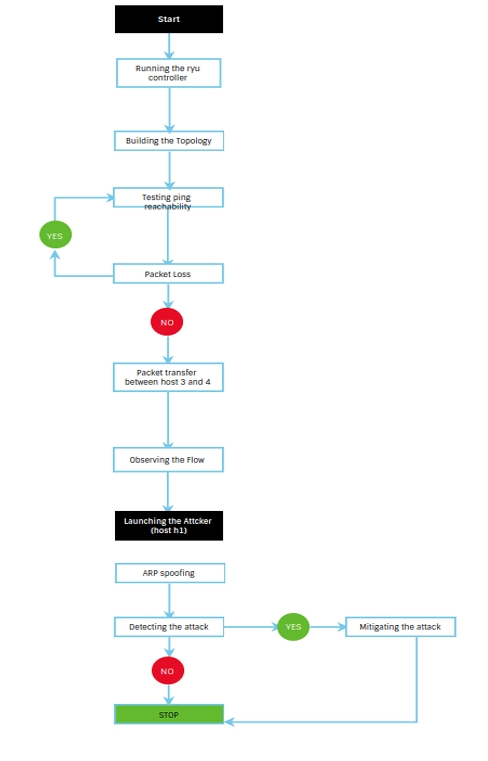 Start
Running the ryu
controller
Building the Topology
Testing ping
reachability
YES
Packet Loss
NO
Packet transfer
between host 3 and 4
Observing the Flow
Launching the Attcker
(host h1)
ARP spoofing
Detecting the attack
YES
Mitigating the attack
NO
STOP